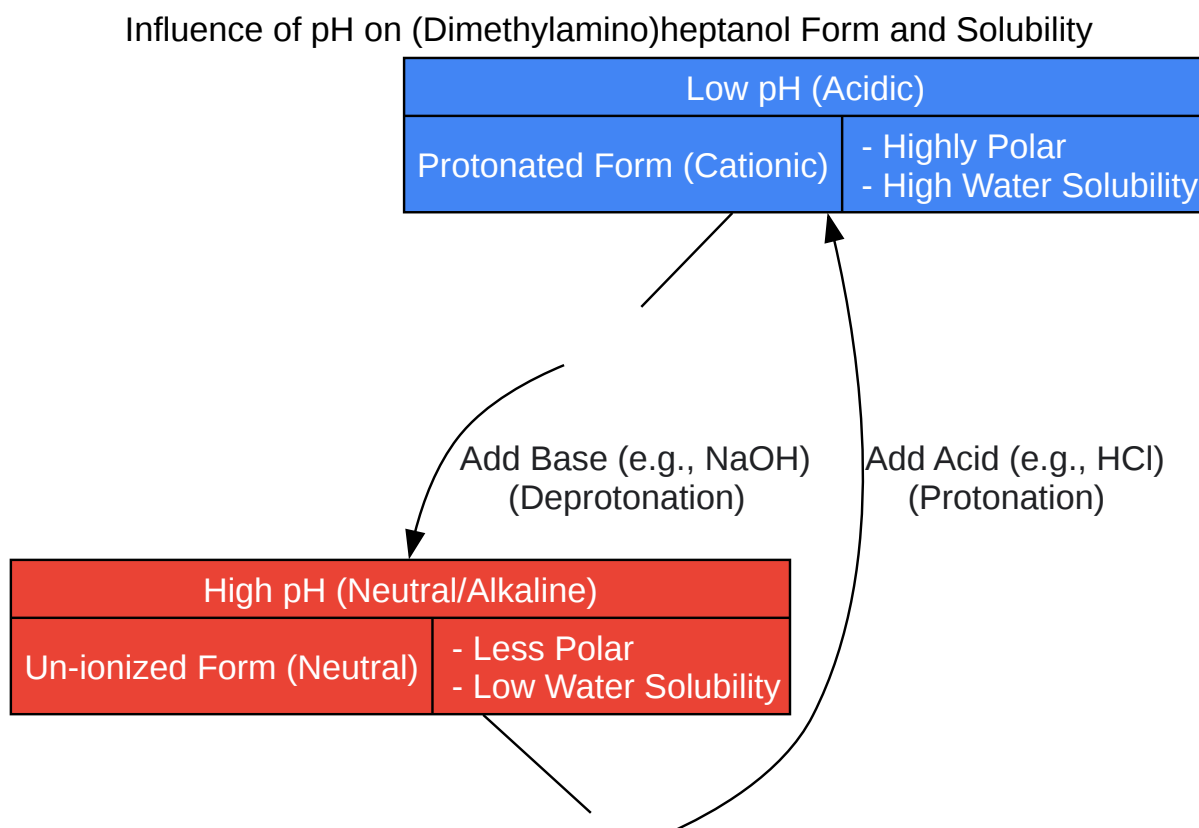 Influence of pH on (Dimethylamino)heptanol Form and Solubility
Low pH (Acidic)
Protonated Form (Cationic)
- Highly Polar
- High Water Solubility
Add Base (e.g., NaOH)
(Deprotonation)
Add Acid (e.g., HCl)
(Protonation)
High pH (Neutral/Alkaline)
Un-ionized Form (Neutral)
- Less Polar
- Low Water Solubility